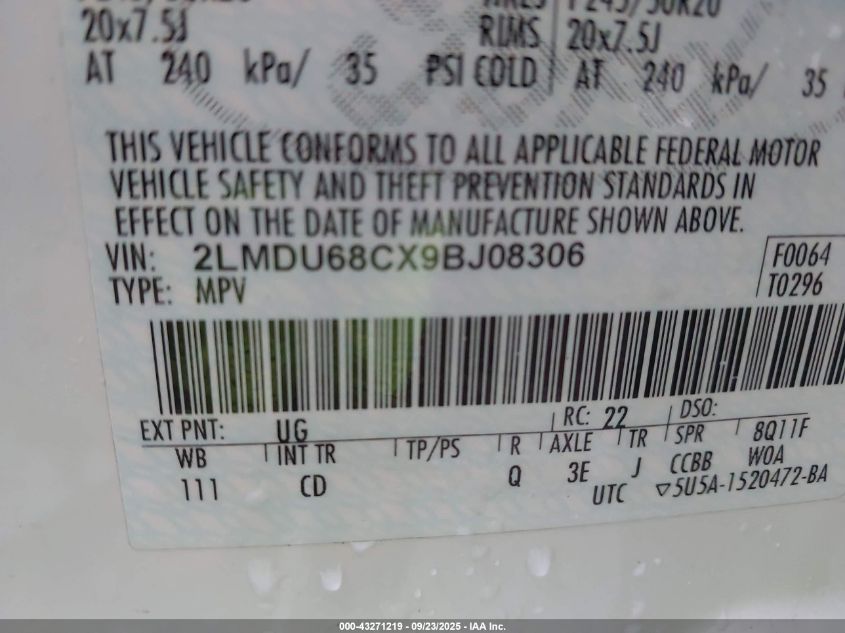 20x7.5J RIMS 20x7.5J
AT 240 kPa/ 35 PSI COLD AT 240 kPa/ 35
THIS VEHICLE CONFORMS TO ALL APPLICABLE FEDERAL MOTOR
VEHICLE SAFETY AND THEFT PREVENTION STANDARDS IN
EFFECT ON THE DATE OF MANUFACTURE SHOWN ABOVE.
VIN: 2LMDU68CX9BJ08306 F0064
TYPE: MPV T0296
EXT PNT: UG RC: 22 DSO:
WB INT TR TP/PS R AXLE TR SPR 8Q11F
111 CD Q 3E J CCBB WOA
UTC ▽5U5A-1520472-BA
000-43271219 - 09/23/2025 - IAA Inc.